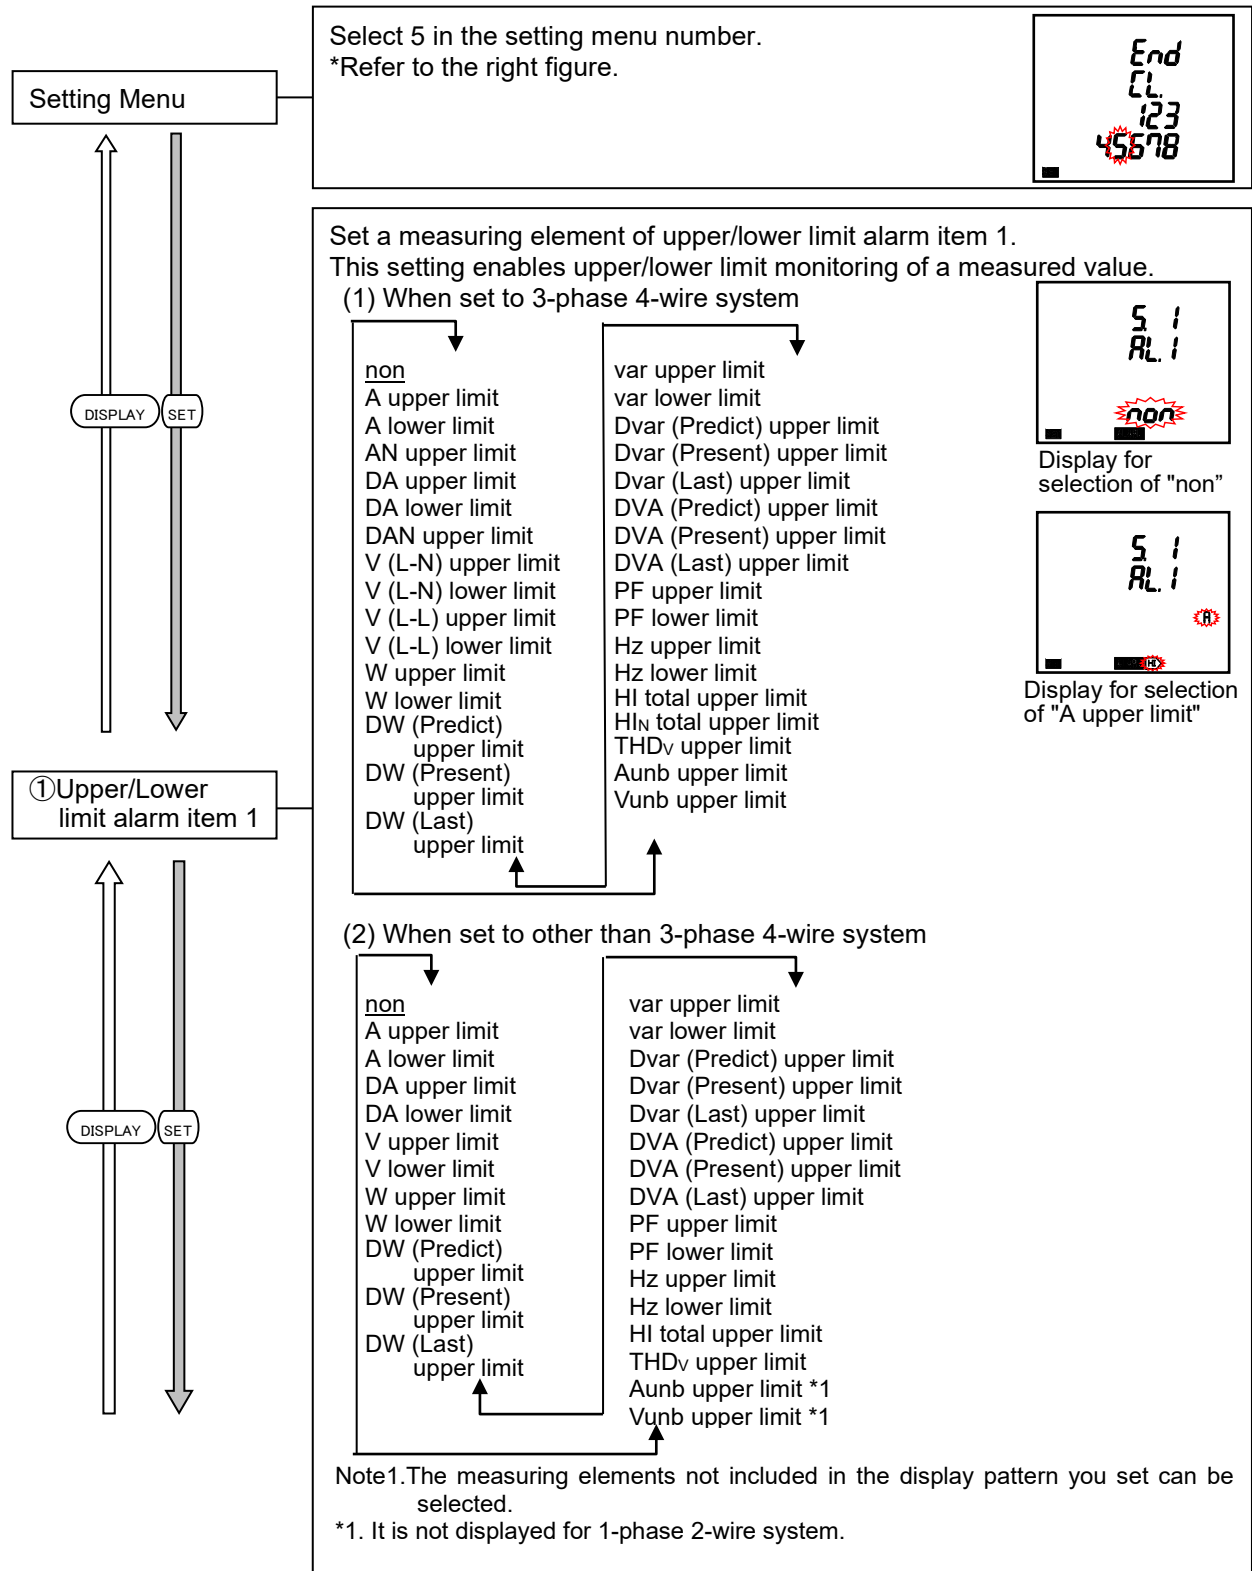 Setting Menu
Select 5 in the setting menu number.
*Refer to the right figure.
End
CL.
123
45678
DISPLAY
SET
①Upper/Lower
limit alarm item 1
Set a measuring element of upper/lower limit alarm item 1.
This setting enables upper/lower limit monitoring of a measured value.
(1) When set to 3-phase 4-wire system
non
A upper limit
A lower limit
AN upper limit
DA upper limit
DA lower limit
DAN upper limit
V (L-N) upper limit
V (L-N) lower limit
V (L-L) upper limit
V (L-L) lower limit
W upper limit
W lower limit
DW (Predict)
upper limit
DW (Present)
upper limit
DW (Last)
upper limit
var upper limit
var lower limit
Dvar (Predict) upper limit
Dvar (Present) upper limit
Dvar (Last) upper limit
DVA (Predict) upper limit
DVA (Present) upper limit
DVA (Last) upper limit
PF upper limit
PF lower limit
Hz upper limit
Hz lower limit
HI total upper limit
HIN total upper limit
THDV upper limit
Aunb upper limit
Vunb upper limit
S. 1
AL. 1
non
Display for
selection of "non”
S. 1
AL. 1
A
HI
Display for selection
of "A upper limit"
DISPLAY
SET
(2) When set to other than 3-phase 4-wire system
non
A upper limit
A lower limit
DA upper limit
DA lower limit
V upper limit
V lower limit
W upper limit
W lower limit
DW (Predict)
upper limit
DW (Present)
upper limit
DW (Last)
upper limit
var upper limit
var lower limit
Dvar (Predict) upper limit
Dvar (Present) upper limit
Dvar (Last) upper limit
DVA (Predict) upper limit
DVA (Present) upper limit
DVA (Last) upper limit
PF upper limit
PF lower limit
Hz upper limit
Hz lower limit
HI total upper limit
THDV upper limit
Aunb upper limit *1
Vunb upper limit *1
Note1.The measuring elements not included in the display pattern you set can be
selected.
*1. It is not displayed for 1-phase 2-wire system.